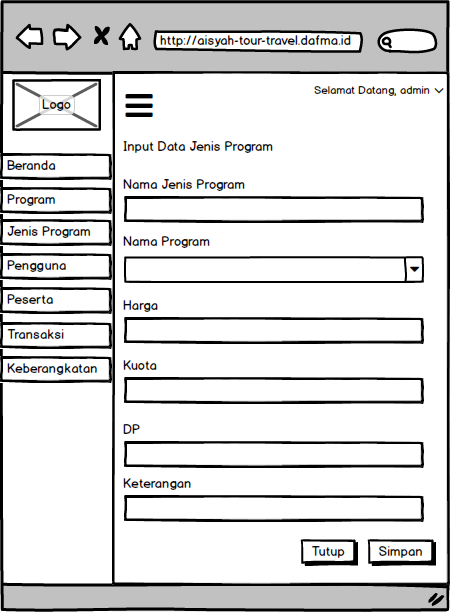 http://aisyah-tour-travel.dafma.id
Selamat Datang, admin
Logo
Beranda
Program
Jenis Program
Pengguna
Peserta
Transaksi
Keberangkatan
Input Data Jenis Program
Nama Jenis Program
Nama Program
Harga
Kuota
DP
Keterangan
Tutup
Simpan